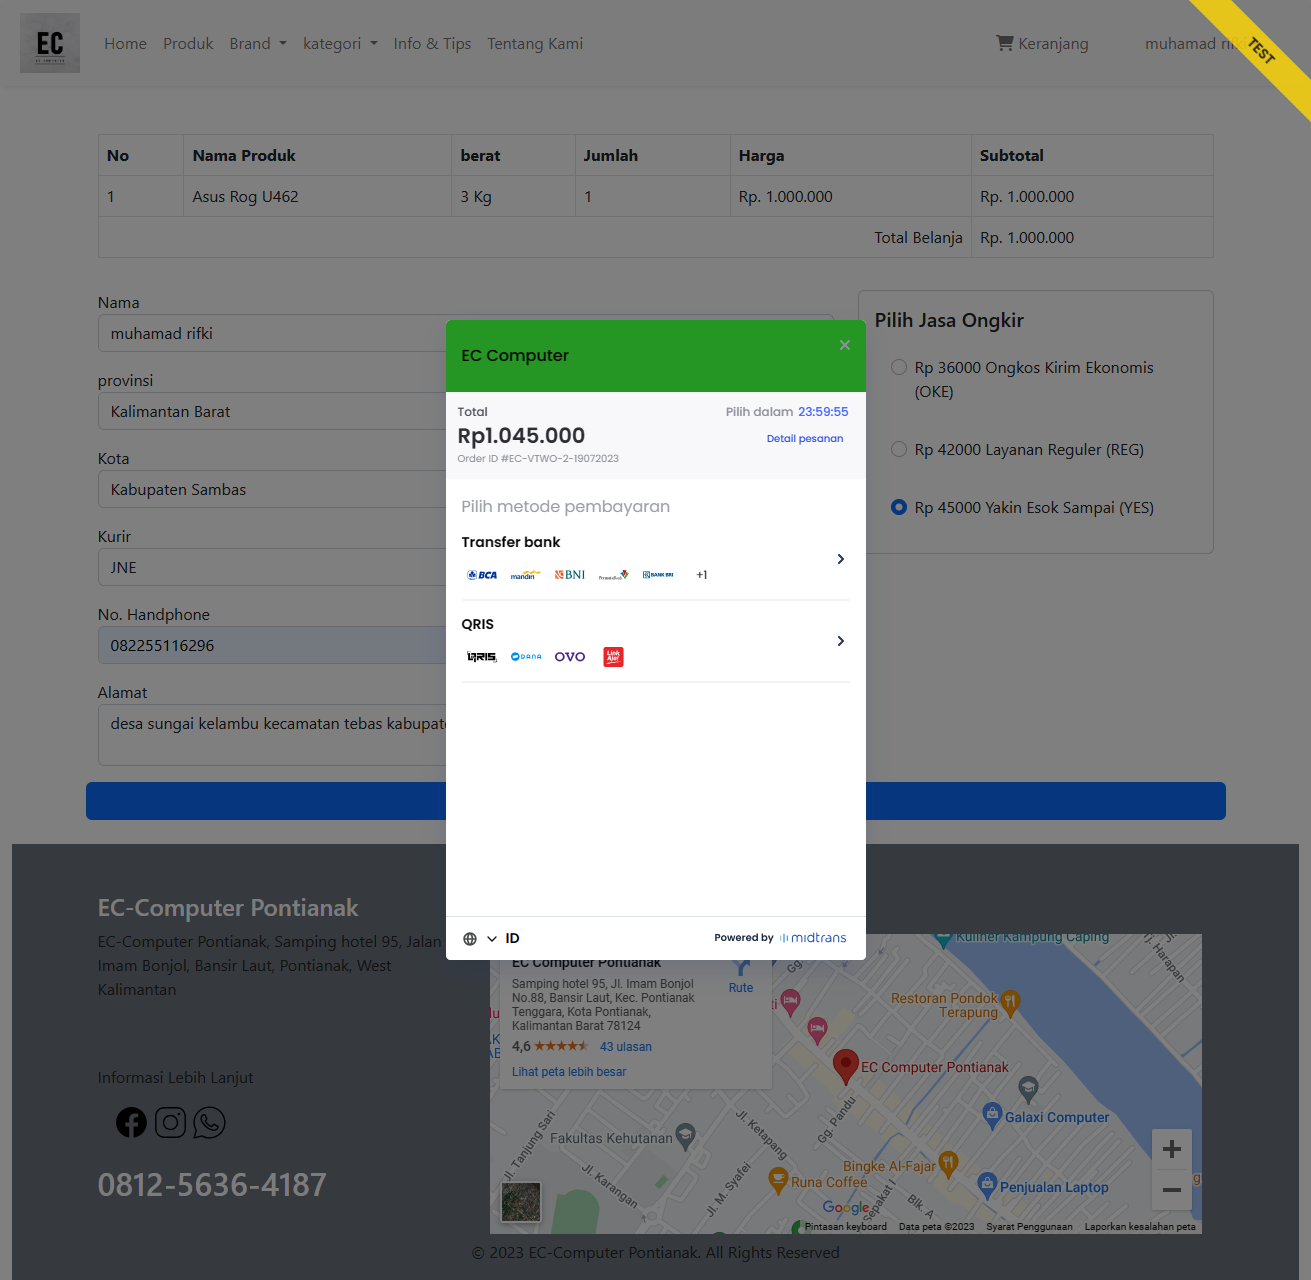 EC
Home Produk Brand kategori Info & Tips Tentang Kami Keranjang muhamad rifki
TEST
No Nama Produk berat Jumlah Harga Subtotal
1 Asus Rog U462 3 Kg 1 Rp. 1.000.000 Rp. 1.000.000
Total Belanja Rp. 1.000.000
Nama
muhamad rifki
provinsi
Kalimantan Barat
Kota
Kabupaten Sambas
Kurir
JNE
No. Handphone
082255116296
Alamat
desa sungai kelambu kecamatan tebas
Pilih Jasa Ongkir
Rp 36000 Ongkos Kirim Ekonomis
(OKE)
Rp 42000 Layanan Reguler (REG)
Rp 45000 Yakin Esok Sampai (YES)
EC Computer
×
Total Pilih dalam 23:59:55
Rp1.045.000 Detail pesanan
Order ID #EC-VTWO-2-19072023
Pilih metode pembayaran
Transfer bank
BCA mandiri BNI PermataBank BANK BRI +1
QRIS
QRIS DANA OVO LinkAja!
ID Powered by midtrans
EC-Computer Pontianak
EC-Computer Pontianak, Samping hotel 95, Jalan
Imam Bonjol, Bansir Laut, Pontianak, West
Kalimantan
Informasi Lebih Lanjut
0812-5636-4187
EC Computer Pontianak
Samping hotel 95, Jl. Imam Bonjol
No.88, Bansir Laut, Kec. Pontianak
Tenggara, Kota Pontianak,
Kalimantan Barat 78124
4,6 43 ulasan
Lihat peta lebih besar
Rute
Kuliner Kampung Caping
Tj. Harapan
Restoran Pondok
Terapung
EC Computer Pontianak
Galaxi Computer
Gg. Pandu
Fakultas Kehutanan
Jl. Ketapang
Jl. Tanjung Sari
Jl. Karangan
Jl. M. Syafei
Bingke Al-Fajar
Runa Coffee
Sepakat I
Blk. A
Penjualan Laptop
Google
Pintasan keyboard Data peta ©2023 Syarat Penggunaan Laporkan kesalahan peta
© 2023 EC-Computer Pontianak. All Rights Reserved